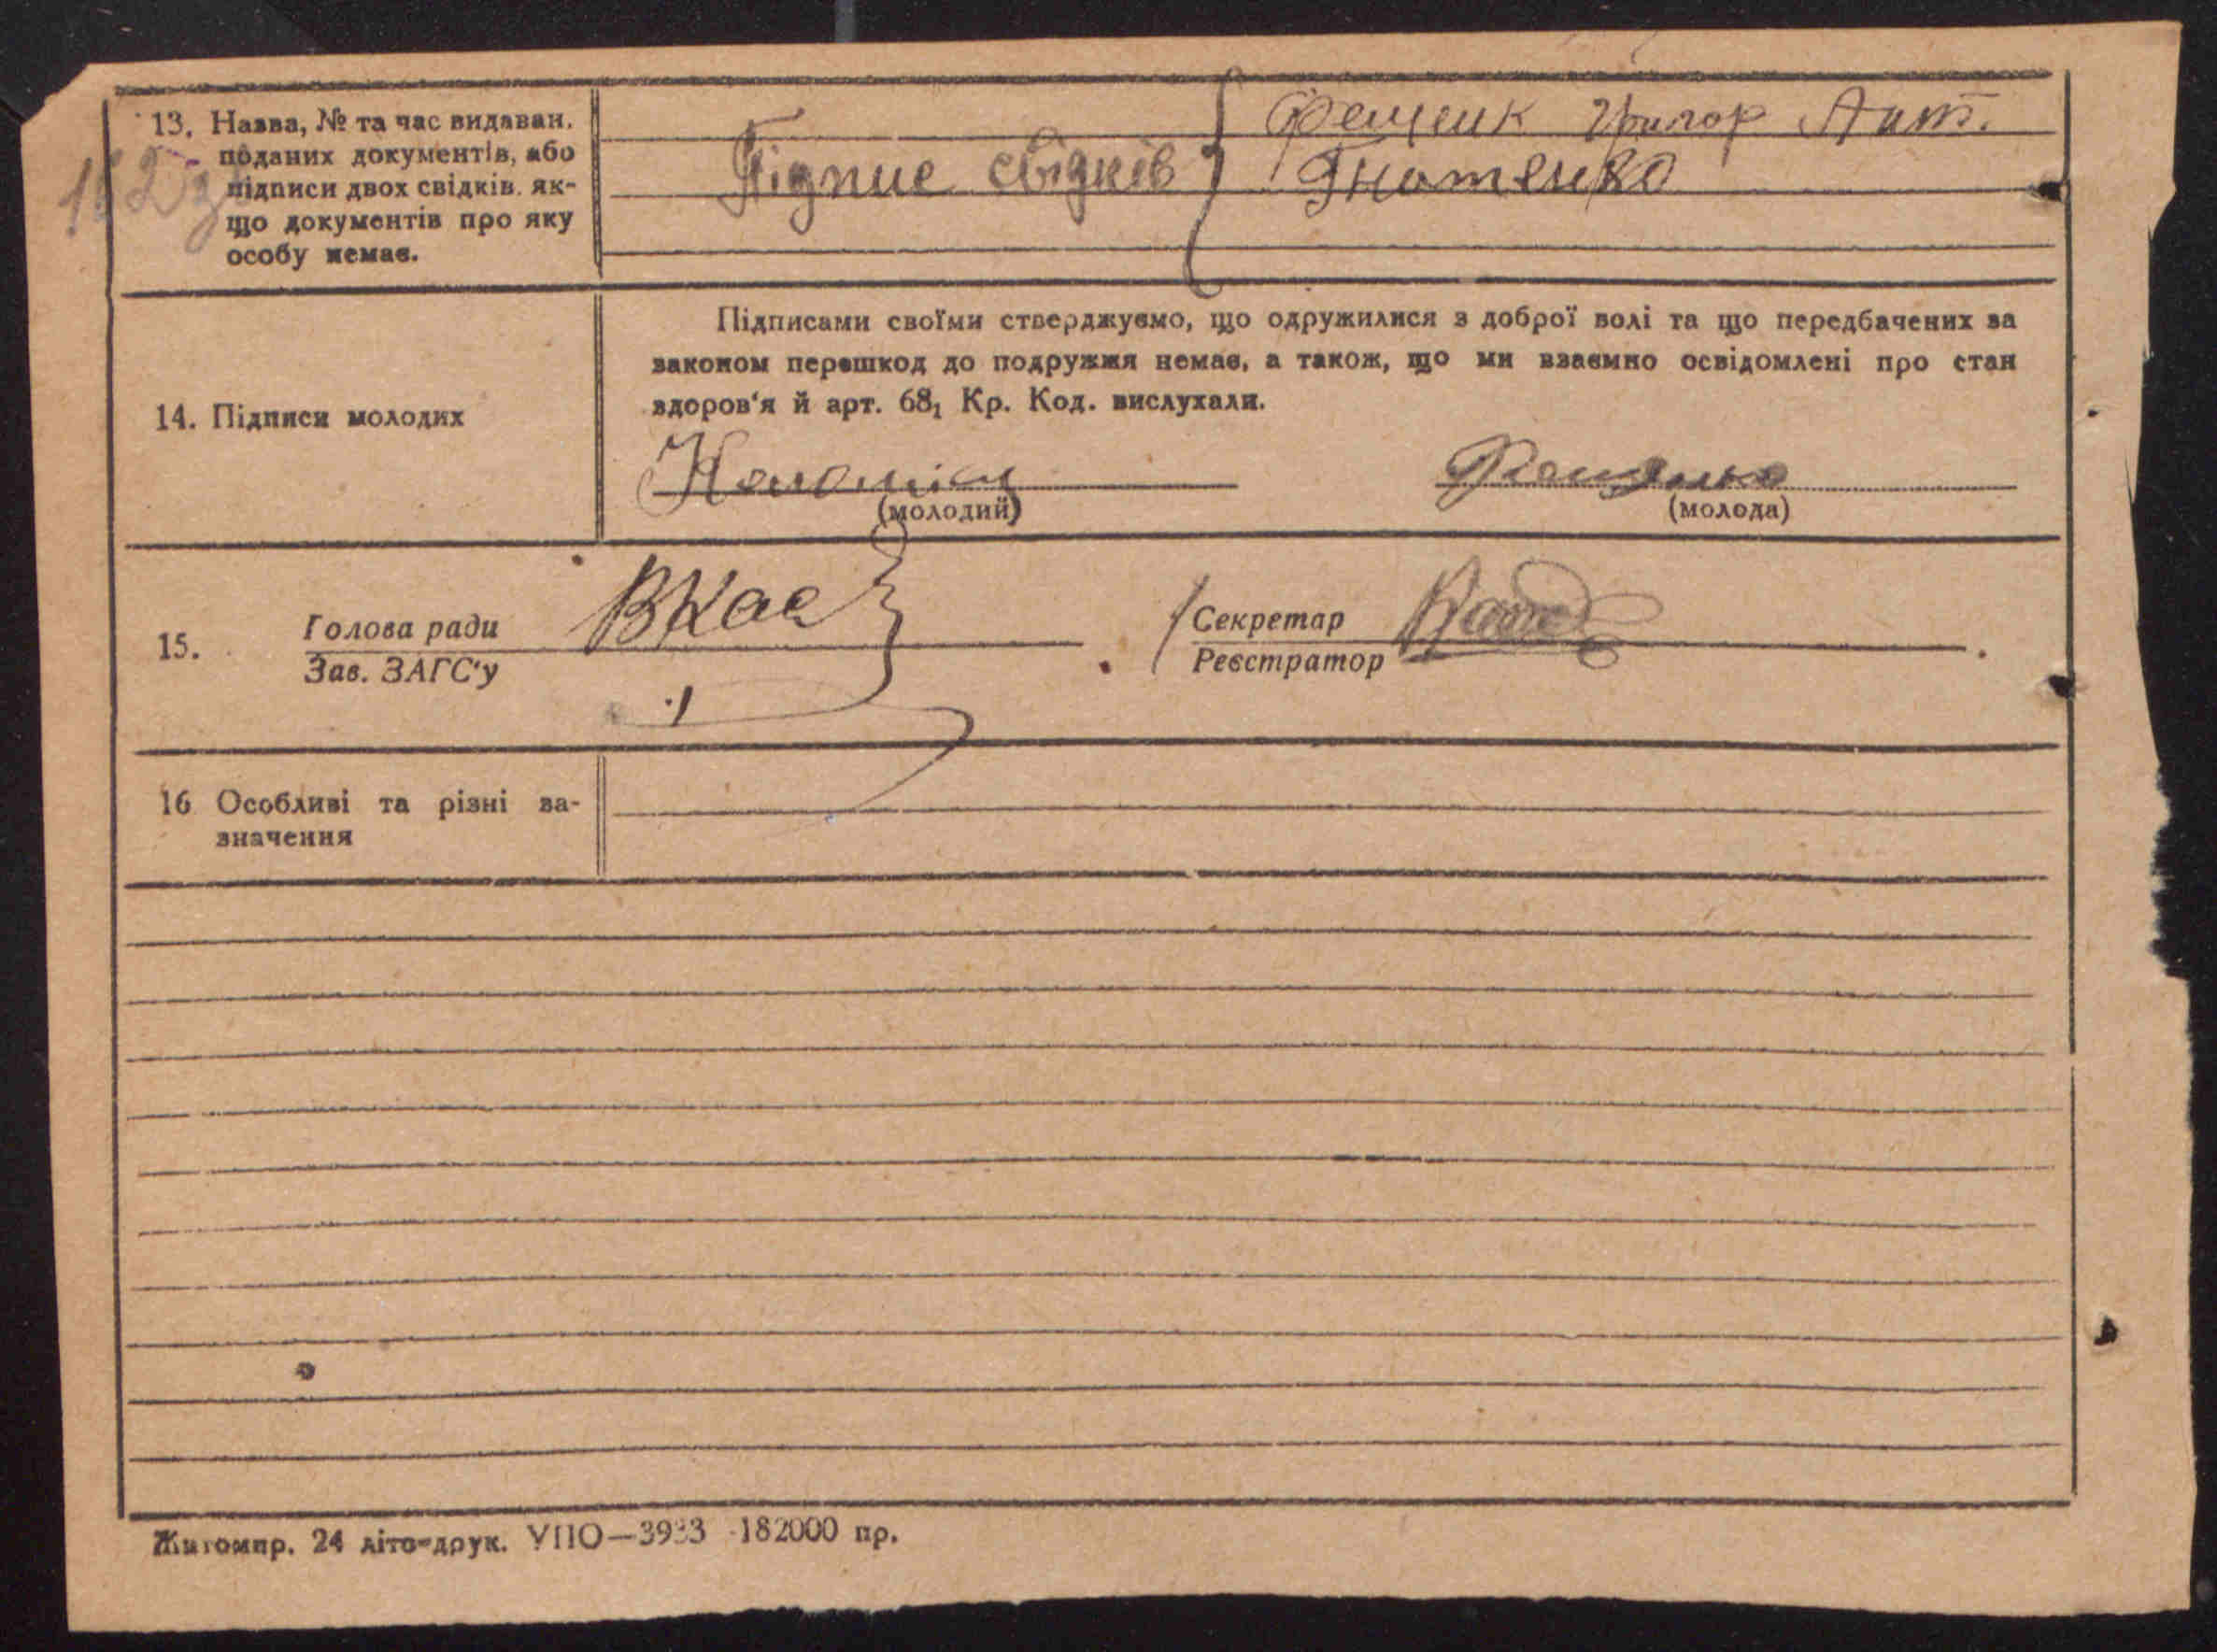 13. Назва, № та час видаван.
поданих документів, або
підписи двох свідків. як-
що документів про яку
особу немає.
Підпис свідків
Фещенк Григор Ант.
Гнатенко
14. Підписи молодих
Підписами своїми стверджуємо, що одружилися з доброї волі та що передбачених за
законом перешкод до подружжя немає, а також, що ми взаємно освідомлені про стан
здоров'я й арт. 68₁ Кр. Код. вислухали.
(молодий)
(молода)
15.
Голова ради
Зав. ЗАГС'у
Секретар
Реєстратор
16 Особливі та різні за-
значення
Житомир. 24 літо-друк. УПО—3933 182000 пр.